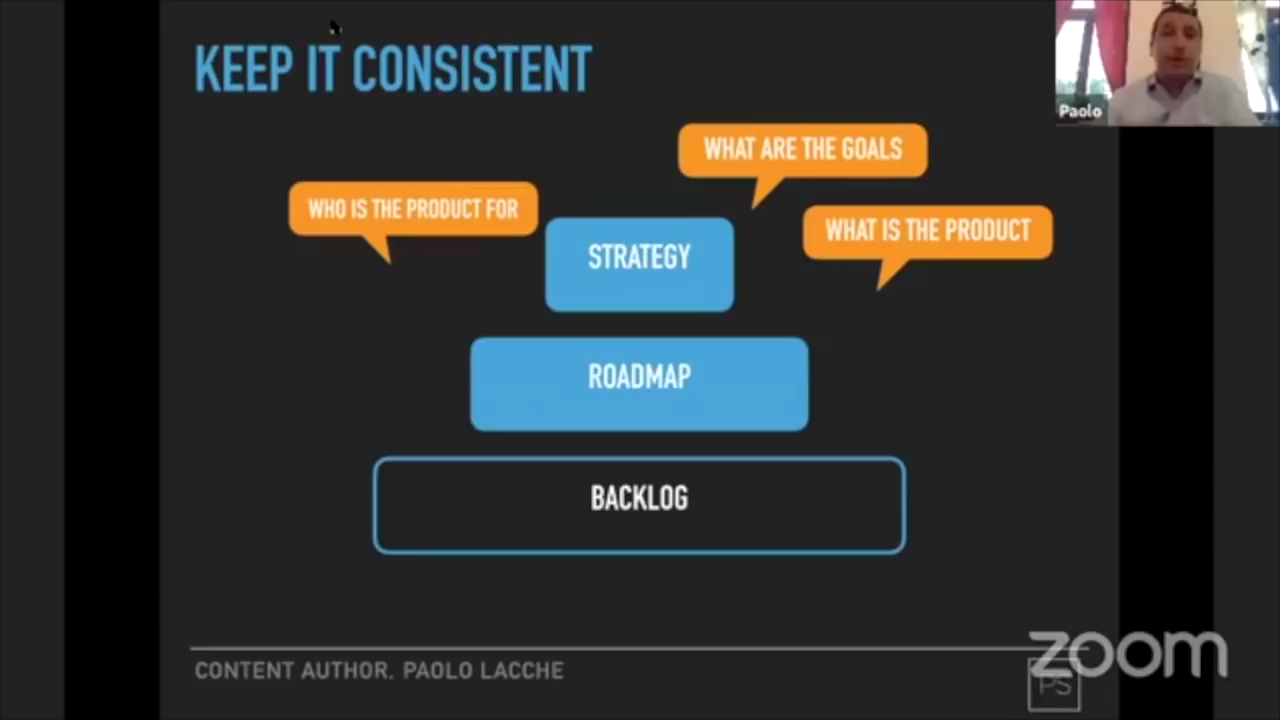 KEEP IT CONSISTENT
Paolo
WHAT ARE THE GOALS
WHO IS THE PRODUCT FOR
WHAT IS THE PRODUCT
STRATEGY
ROADMAP
BACKLOG
CONTENT AUTHOR, PAOLO LACCHE
zoom
PS